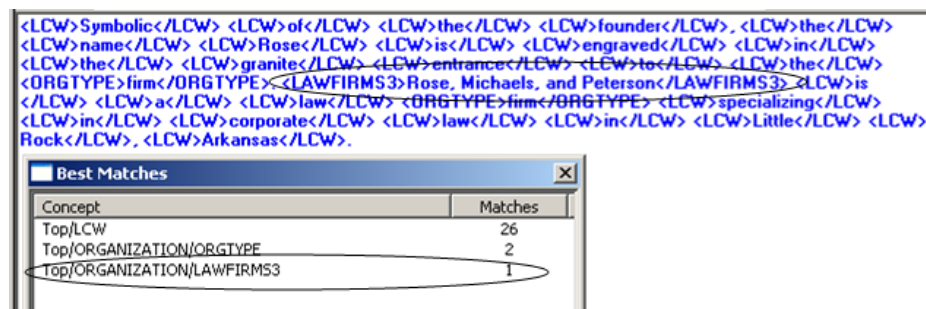 <LCW>Symbolic</LCW> <LCW>of</LCW> <LCW>the</LCW> <LCW>founder</LCW>, <LCW>the</LCW>
<LCW>name</LCW> <LCW>Rose</LCW> <LCW>is</LCW> <LCW>engraved</LCW> <LCW>in</LCW>
<LCW>the</LCW> <LCW>granite</LCW> <LCW>entrance</LCW> <LCW>to</LCW> <LCW>the</LCW>
<ORGTYPE>firm</ORGTYPE>. <LAWFIRMS3>Rose, Michaels, and Peterson</LAWFIRMS3> <LCW>is
</LCW> <LCW>a</LCW> <LCW>law</LCW> <ORGTYPE>firm</ORGTYPE> <LCW>specializing</LCW>
<LCW>in</LCW> <LCW>corporate</LCW> <LCW>law</LCW> <LCW>in</LCW> <LCW>Little</LCW> <LCW>
Rock</LCW>, <LCW>Arkansas</LCW>.
Best Matches
Concept Matches
Top/LCW 26
Top/ORGANIZATION/ORGTYPE 2
Top/ORGANIZATION/LAWFIRMS3 1